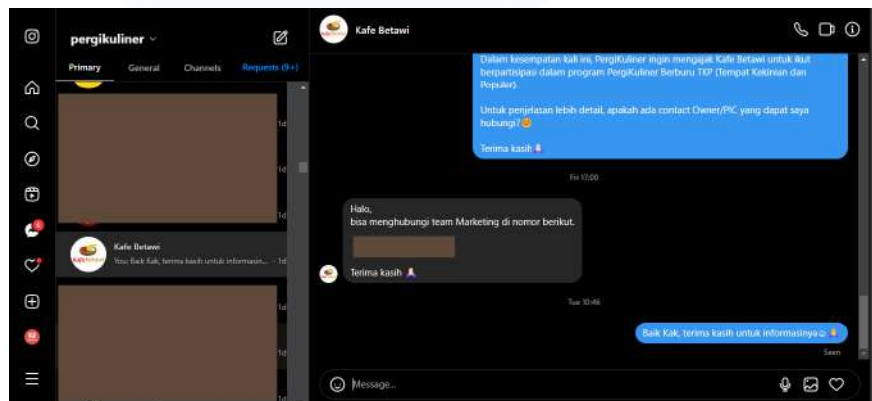 pergikuliner
Primary
General
Channels
Requests (9+)
1d
1d
1d
Kafe Betawi
You: Baik Kak, terima kasih untuk informasin... · 1d
1d
1d
1d
Kafe Betawi
Dalam kesempatan kali ini, PergiKuliner ingin mengajak Kafe Betawi untuk ikut
berpartisipasi dalam program PergiKuliner Berburu TKP (Tempat Kekinian dan
Populer).
Untuk penjelasan lebih detail, apakah ada contact Owner/PIC yang dapat saya
hubungi?😊
Terima kasih
Fri 17:00
Halo,
bisa menghubungi team Marketing di nomor berikut.
Terima kasih
Tue 10:46
Baik Kak, terima kasih untuk informasinya
Seen
Message...